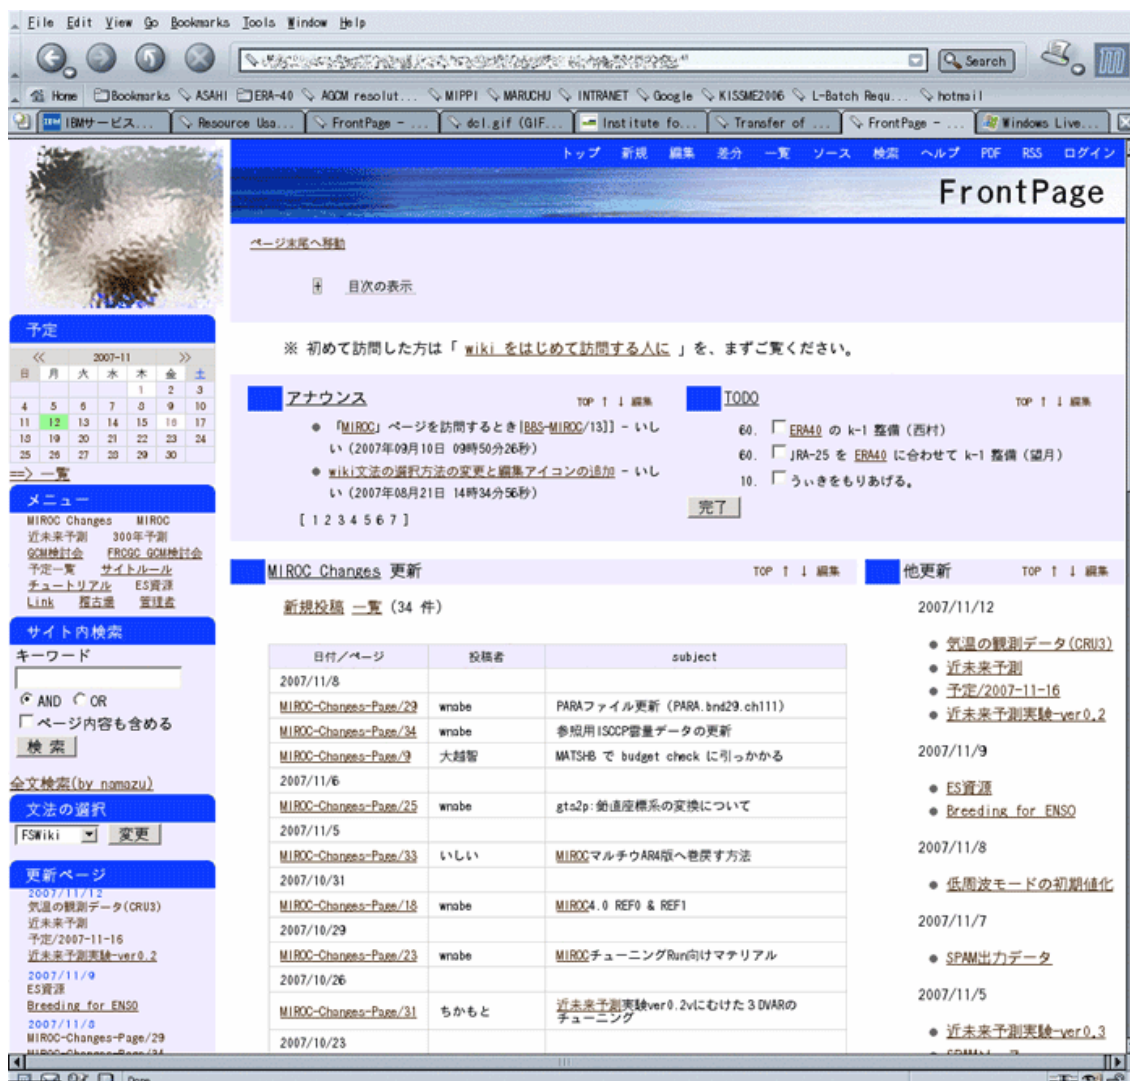 File Edit View Go Bookmarks Tools Window Help
Search
Home Bookmarks ASAHI ERA-40 AGCM resolut... MIPPI MARUCHU INTRANET Google KISSME2006 L-Batch Requ... hotmail
IBMサービス... Resource Usa... FrontPage - ... dcl.gif (GIF... Institute fo... Transfer of ... FrontPage - ... Windows Live...
トップ 新規 編集 差分 一覧 ソース 検索 ヘルプ PDF RSS ログイン
FrontPage
ページ末尾へ移動
+ 目次の表示
※ 初めて訪問した方は「 wiki をはじめて訪問する人に 」を、まずご覧ください。
予定
≪ 2007-11 ≫
日 月 火 水 木 金 土
1 2 3
4 5 6 7 8 9 10
11 12 13 14 15 16 17
18 19 20 21 22 23 24
25 26 27 28 29 30
==> 一覧
メニュー
MIROC Changes MIROC
近未来予測 300年予測
GCM検討会 FRCGC GCM検討会
予定一覧 サイトルール
チュートリアル ES資源
Link 稽古場 管理者
サイト内検索
キーワード
AND OR
ページ内容も含める
検索
全文検索(by namazu)
文法の選択
FSWiki 変更
更新ページ
2007/11/12
気温の観測データ(CRU3)
近未来予測
予定/2007-11-16
近未来予測実験-ver0.2
2007/11/9
ES資源
Breeding for ENSO
2007/11/8
MIROC-Changes-Page/29
MIROC-Changes-Page/34
アナウンス TOP ↑ ↓ 編集
「MIROC」ページを訪問するとき[BBS-MIROC/13]] - いし
い (2007年09月10日 09時50分26秒)
wiki文法の選択方法の変更と編集アイコンの追加 - いし
い (2007年08月21日 14時34分56秒)
[ 1 2 3 4 5 6 7 ]
TODO TOP ↑ ↓ 編集
60. ERA40 の k-1 整備 (西村)
60. JRA-25 を ERA40 に合わせて k-1 整備 (望月)
10. うぃきをもりあげる。
完了
MIROC Changes 更新 TOP ↑ ↓ 編集
新規投稿 一覧 (34 件)
日付/ページ 投稿者 subject
2007/11/8
MIROC-Changes-Page/29 wnabe PARAファイル更新 (PARA.bnd29.ch111)
MIROC-Changes-Page/34 wnabe 参照用ISCCP雲量データの更新
MIROC-Changes-Page/9 大越智 MATSHB で budget check に引っかかる
2007/11/6
MIROC-Changes-Page/25 wnabe gts2p:鉛直座標系の変換について
2007/11/5
MIROC-Changes-Page/33 いしい MIROCマルチウAR4版へ巻戻す方法
2007/10/31
MIROC-Changes-Page/18 wnabe MIROC4.0 REF0 & REF1
2007/10/29
MIROC-Changes-Page/23 wnabe MIROCチューニングRun向けマテリアル
2007/10/26
MIROC-Changes-Page/31 ちかもと 近未来予測実験ver0.2vにむけた3DVARの
チューニング
2007/10/23
他更新 TOP ↑ ↓ 編集
2007/11/12
気温の観測データ(CRU3)
近未来予測
予定/2007-11-16
近未来予測実験-ver0.2
2007/11/9
ES資源
Breeding for ENSO
2007/11/8
低周波モードの初期値化
2007/11/7
SPAM出力データ
2007/11/5
近未来予測実験-ver0.3